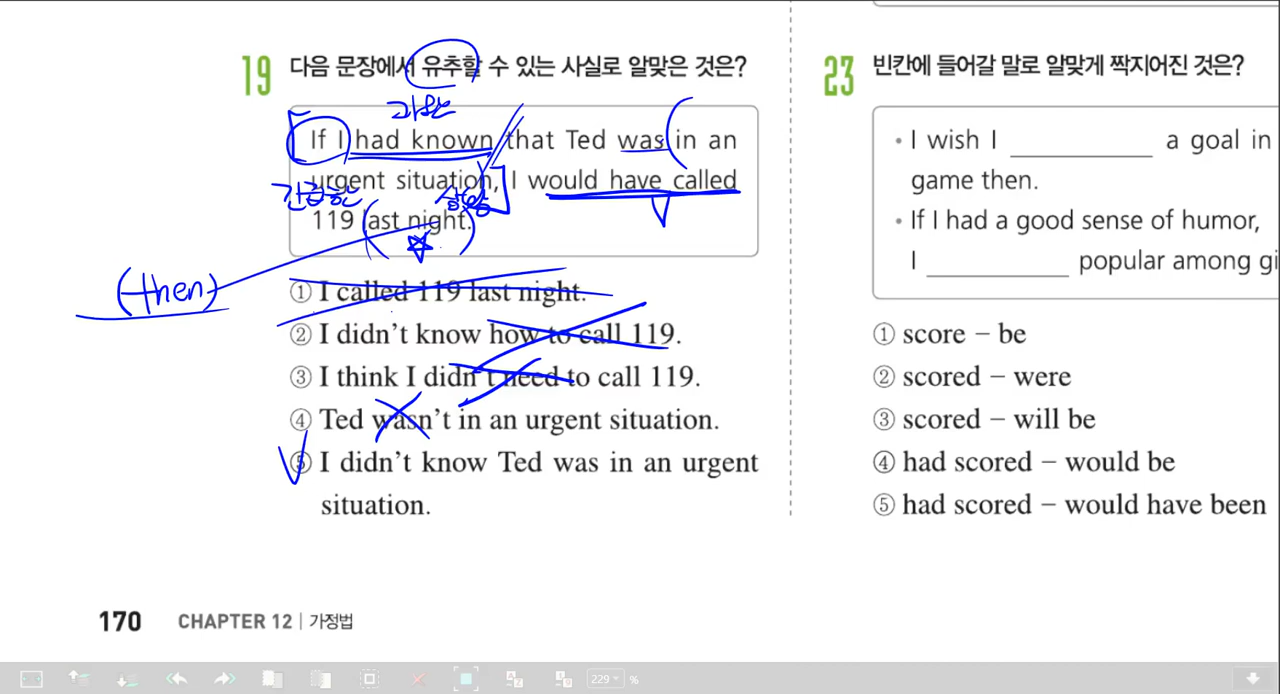 19 다음 문장에서 유추할 수 있는 사실로 알맞은 것은?
과완
If I had known that Ted was in an
urgent situation, I would have called
긴급한 상황
119 last night.
(then)
① I called 119 last night.
② I didn't know how to call 119.
③ I think I didn't need to call 119.
④ Ted wasn't in an urgent situation.
⑤ I didn't know Ted was in an urgent
situation.
170 CHAPTER 12 | 가정법
23 빈칸에 들어갈 말로 알맞게 짝지어진 것은?
• I wish I __________ a goal in
game then.
• If I had a good sense of humor,
I __________ popular among gi
① score – be
② scored – were
③ scored – will be
④ had scored – would be
⑤ had scored – would have been
229 %